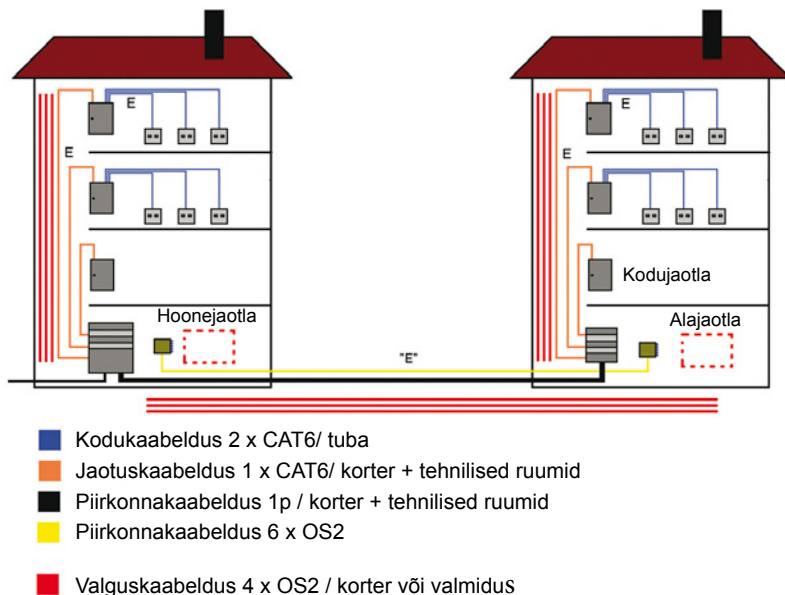 E
E
E
E
Kodujaotla
Hoonejaotla
Alajaotla
"E"
Kodukaabeldus 2 x CAT6/ tuba
Jaotuskaabeldus 1 x CAT6/ korter + tehnilised ruumid
Piirkonnakaabeldus 1p / korter + tehnilised ruumid
Piirkonnakaabeldus 6 x OS2
Valguskaabeldus 4 x OS2 / korter või valmidus